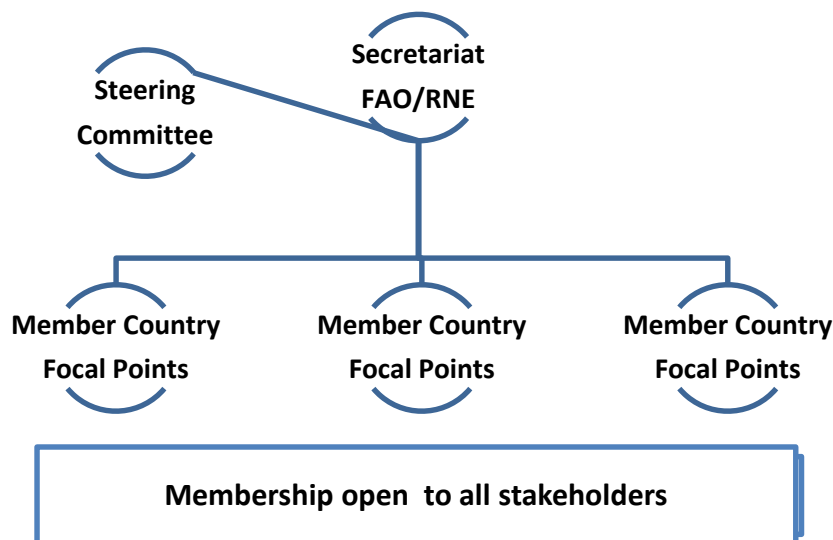 Secretariat
FAO/RNE
Steering
Committee
Member Country
Focal Points
Member Country
Focal Points
Member Country
Focal Points
Membership open  to all stakeholders